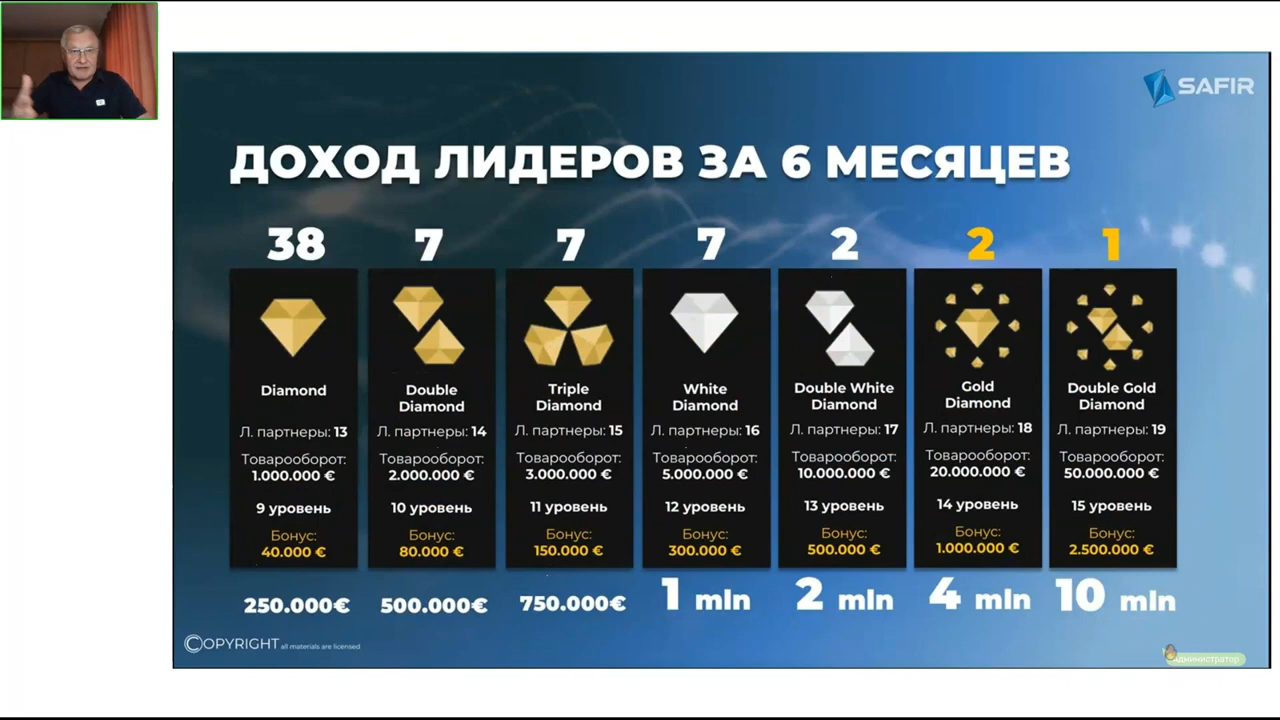 SAFIR
ДОХОД ЛИДЕРОВ ЗА 6 МЕСЯЦЕВ
38
7
7
7
2
2
1
Diamond
Л. партнеры: 13
Товарооборот:
1.000.000 €
9 уровень
Бонус:
40.000 €
250.000€
Double
Diamond
Л. партнеры: 14
Товарооборот:
2.000.000 €
10 уровень
Бонус:
80.000 €
500.000€
Triple
Diamond
Л. партнеры: 15
Товарооборот:
3.000.000 €
11 уровень
Бонус:
150.000 €
750.000€
White
Diamond
Л. партнеры: 16
Товарооборот:
5.000.000 €
12 уровень
Бонус:
300.000 €
1 mln
Double White
Diamond
Л. партнеры: 17
Товарооборот:
10.000.000 €
13 уровень
Бонус:
500.000 €
2 mln
Gold
Diamond
Л. партнеры: 18
Товарооборот:
20.000.000 €
14 уровень
Бонус:
1.000.000 €
4 mln
Double Gold
Diamond
Л. партнеры: 19
Товарооборот:
50.000.000 €
15 уровень
Бонус:
2.500.000 €
10 mln
©OPYRIGHT all materials are licensed
Администратор